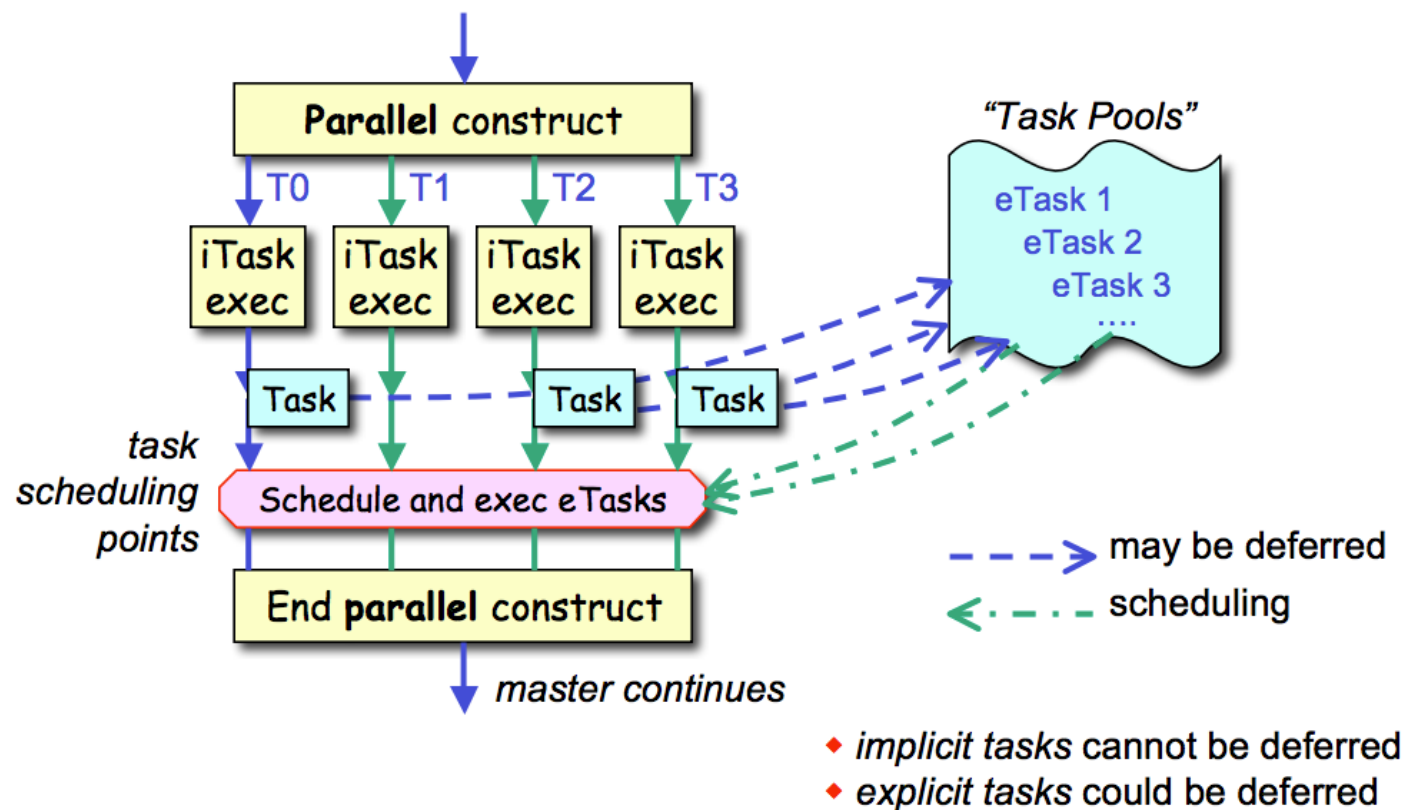 Parallel construct
"Task Pools"
T0
T1
T2
T3
eTask 1
eTask 2
eTask 3
....
iTask
exec
iTask
exec
iTask
exec
iTask
exec
Task
Task
Task
task
scheduling
points
Schedule and exec eTasks
may be deferred
scheduling
End parallel construct
master continues
implicit tasks cannot be deferred
explicit tasks could be deferred